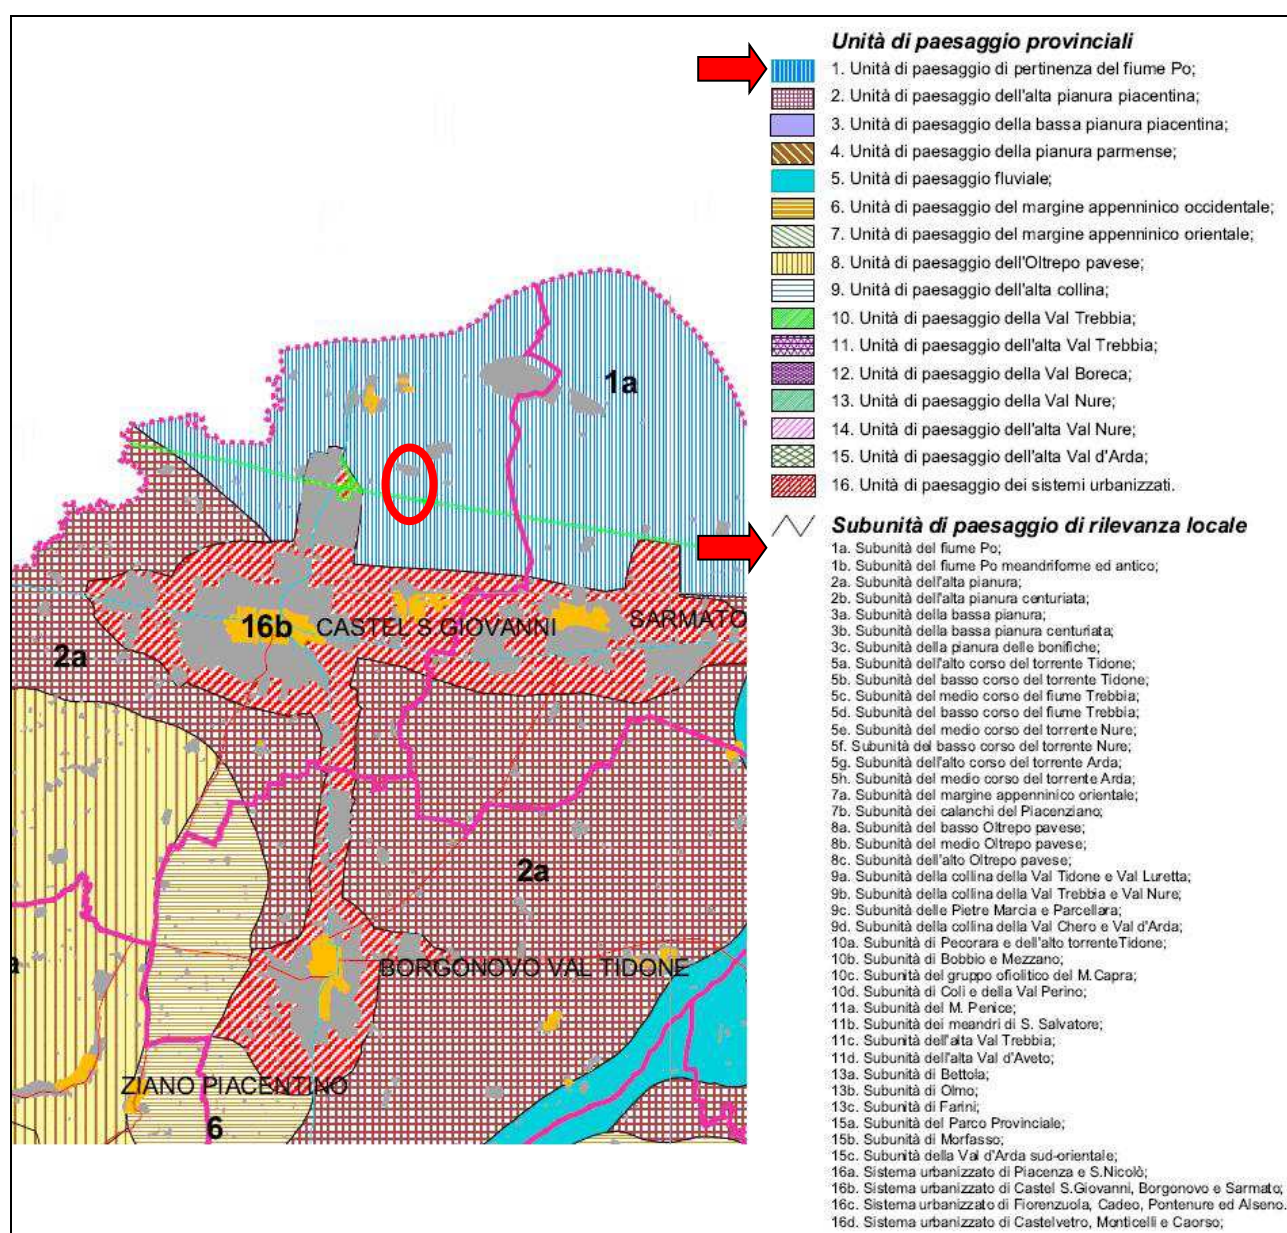 Unità di paesaggio provinciali
1. Unità di paesaggio di pertinenza del fiume Po;
2. Unità di paesaggio dell'alta pianura piacentina;
3. Unità di paesaggio della bassa pianura piacentina;
4. Unità di paesaggio della pianura parmense;
5. Unità di paesaggio fluviale;
6. Unità di paesaggio del margine appenninico occidentale;
7. Unità di paesaggio del margine appenninico orientale;
8. Unità di paesaggio dell'Oltrepo pavese;
9. Unità di paesaggio dell'alta collina;
10. Unità di paesaggio della Val Trebbia;
11. Unità di paesaggio dell'alta Val Trebbia;
12. Unità di paesaggio della Val Boreca;
13. Unità di paesaggio della Val Nure;
14. Unità di paesaggio dell'alta Val Nure;
15. Unità di paesaggio dell'alta Val d'Arda;
16. Unità di paesaggio dei sistemi urbanizzati.
Subunità di paesaggio di rilevanza locale
1a. Subunità del fiume Po;
1b. Subunità del fiume Po meandriforme ed antico;
2a. Subunità dell'alta pianura;
2b. Subunità dell'alta pianura centuriata;
3a. Subunità della bassa pianura;
3b. Subunità della bassa pianura centuriata;
3c. Subunità della pianura delle bonifiche;
5a. Subunità dell'alto corso del torrente Tidone;
5b. Subunità del basso corso del torrente Tidone;
5c. Subunità del medio corso del fiume Trebbia;
5d. Subunità del basso corso del fiume Trebbia;
5e. Subunità del medio corso del torrente Nure;
5f. Subunità del basso corso del torrente Nure;
5g. Subunità dell'alto corso del torrente Arda;
5h. Subunità del medio corso del torrente Arda;
7a. Subunità del margine appenninico orientale;
7b. Subunità dei calanchi del Piacenziano;
8a. Subunità del basso Oltrepo pavese;
8b. Subunità del medio Oltrepo pavese;
8c. Subunità dell'alto Oltrepo pavese;
9a. Subunità della collina della Val Tidone e Val Luretta;
9b. Subunità della collina della Val Trebbia e Val Nure;
9c. Subunità delle Pietre Marcia e Parcellara;
9d. Subunità della collina della Val Chero e Val d'Arda;
10a. Subunità di Pecorara e dell'alto torrenteTidone;
10b. Subunità di Bobbio e Mezzano;
10c. Subunità del gruppo ofiolitico del M.Capra;
10d. Subunità di Coli e della Val Perino;
11a. Subunità del M. Penice;
11b. Subunità dei meandri di S. Salvatore;
11c. Subunità dell'alta Val Trebbia;
11d. Subunità dell'alta Val d'Aveto;
13a. Subunità di Bettola;
13b. Subunità di Olmo;
13c. Subunità di Farini;
15a. Subunità del Parco Provinciale;
15b. Subunità di Morfasso;
15c. Subunità della Val d'Arda sud-orientale;
16a. Sistema urbanizzato di Piacenza e S.Nicolò;
16b. Sistema urbanizzato di Castel S.Giovanni, Borgonovo e Sarmato;
16c. Sistema urbanizzato di Fiorenzuola, Cadeo, Pontenure ed Alseno.
16d. Sistema urbanizzato di Castelvetro, Monticelli e Caorso;
1a
16b
CASTEL S.GIOVANNI
SARMATO
2a
2a
BORGONOVO VAL TIDONE
ZIANO PIACENTINO
6